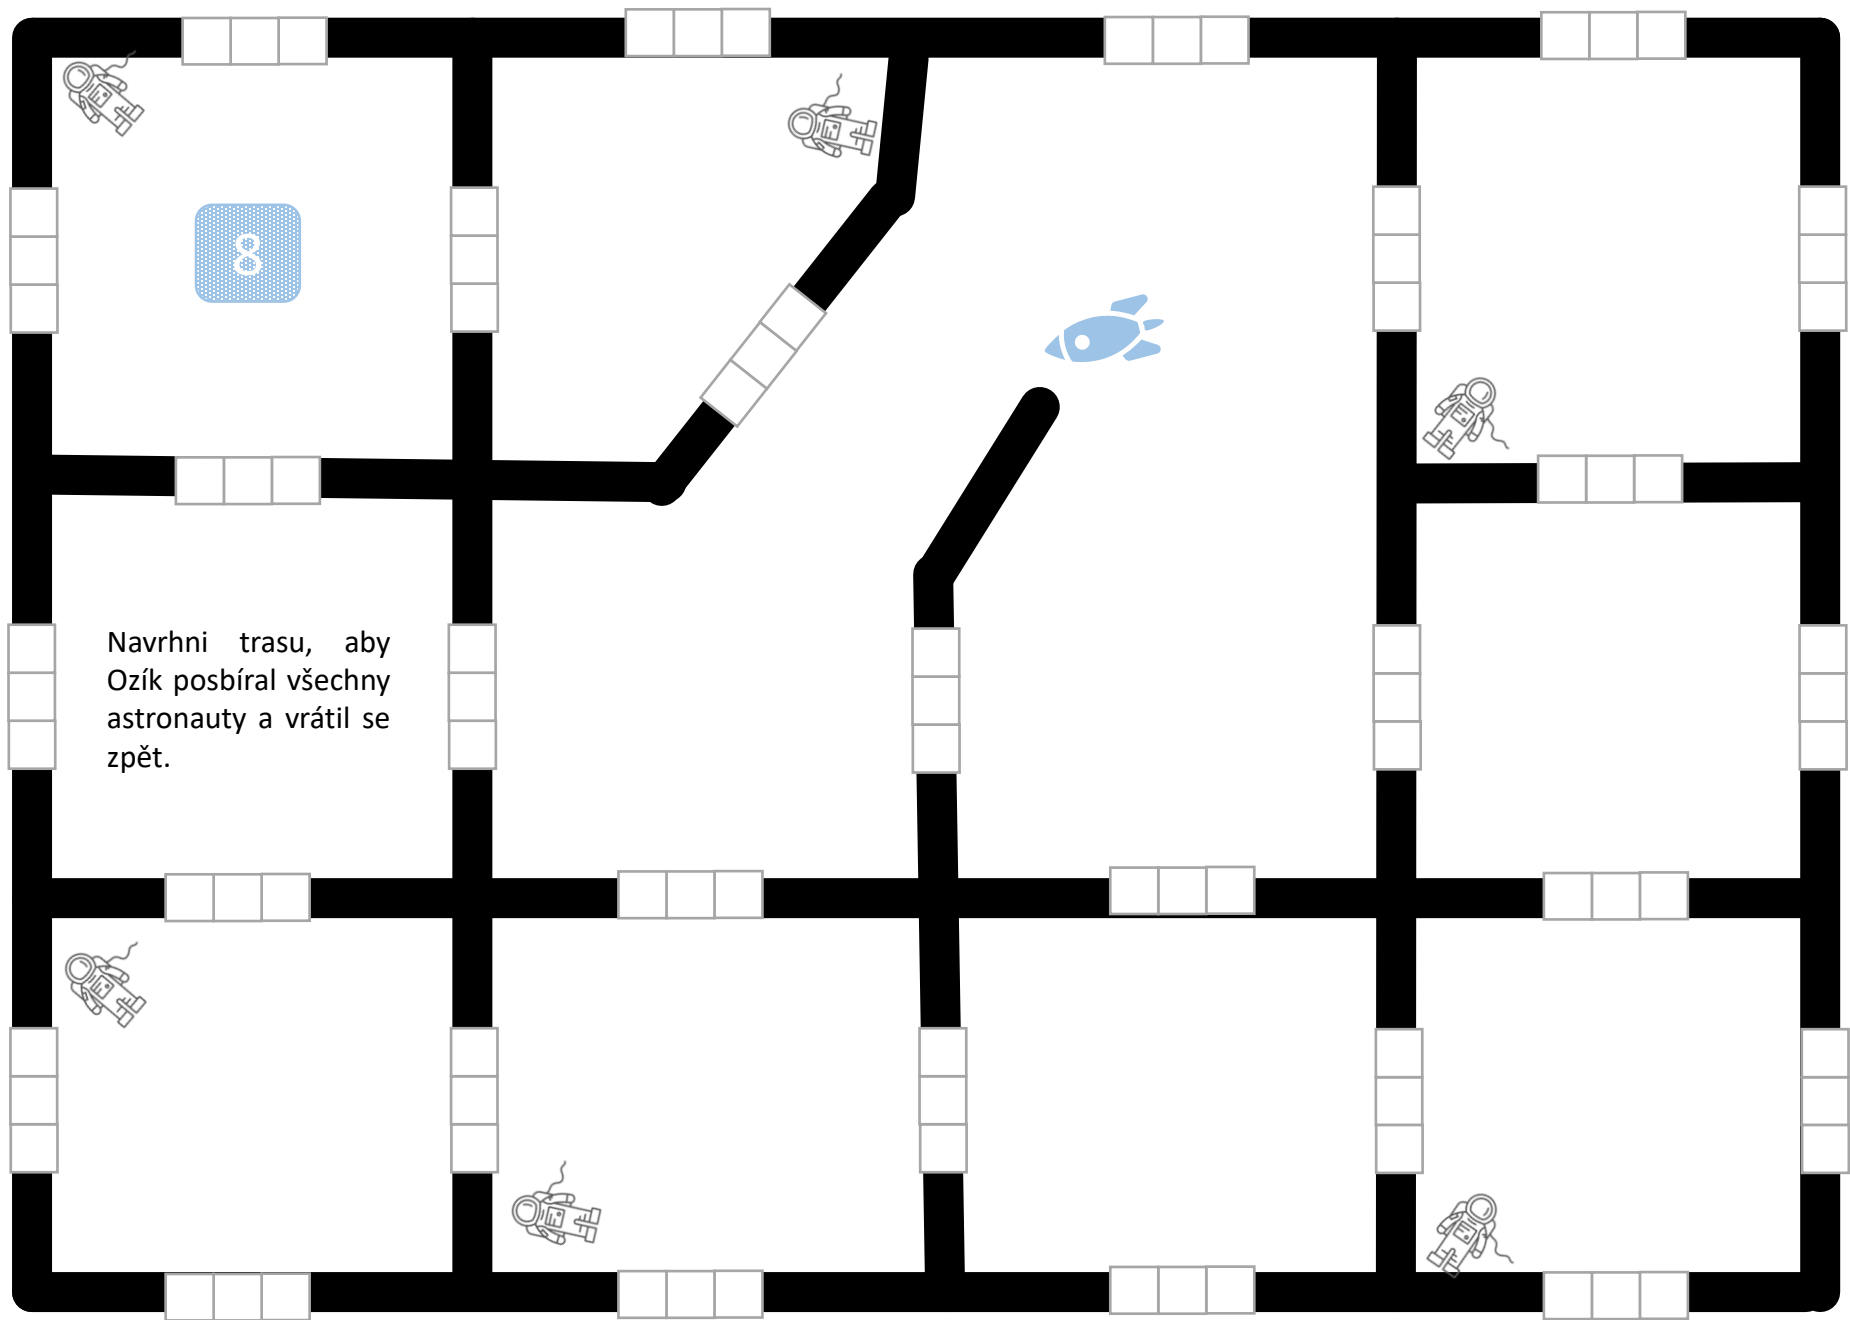 8
Navrhni trasu, aby
Ozík posbíral všechny
astronauty a vrátil se
zpět.